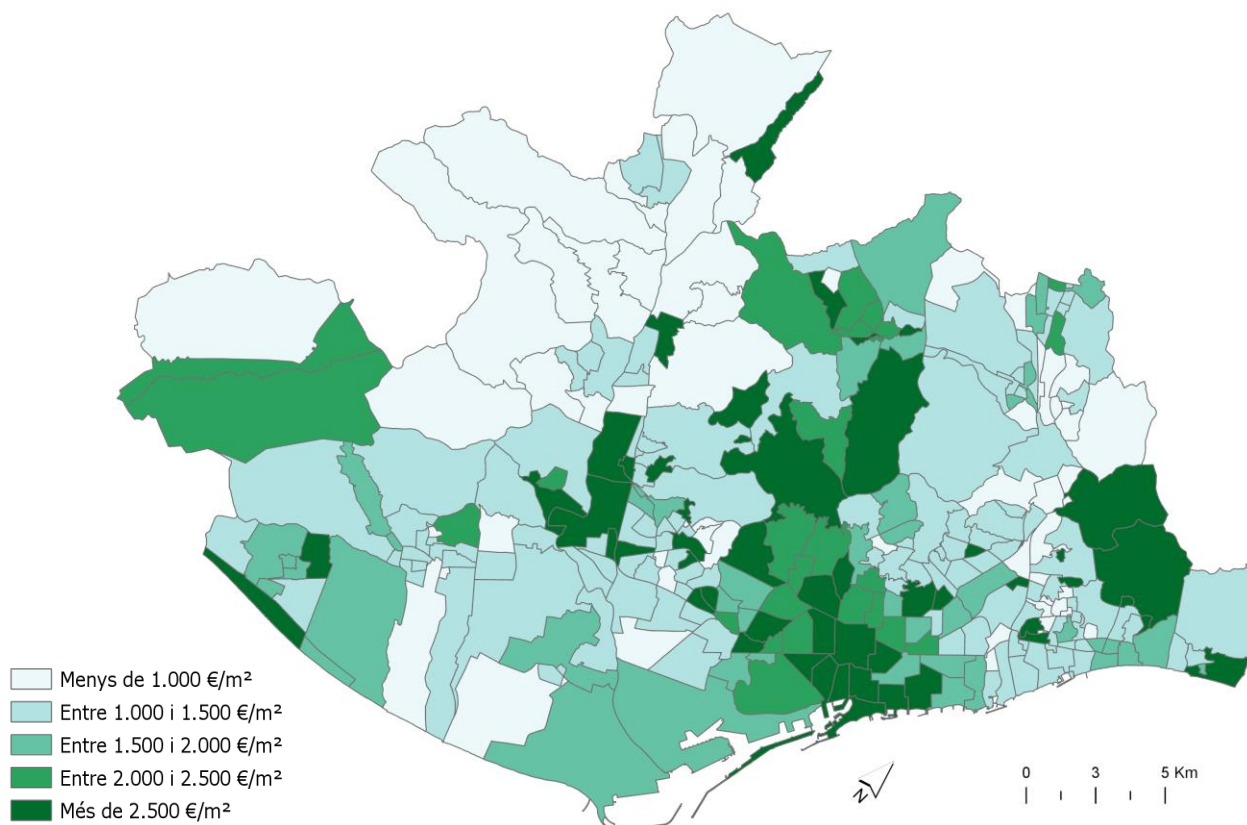 Menys de 1.000 €/m²
Entre 1.000 i 1.500 €/m²
Entre 1.500 i 2.000 €/m²
Entre 2.000 i 2.500 €/m²
Més de 2.500 €/m²
N
0 3 5 Km